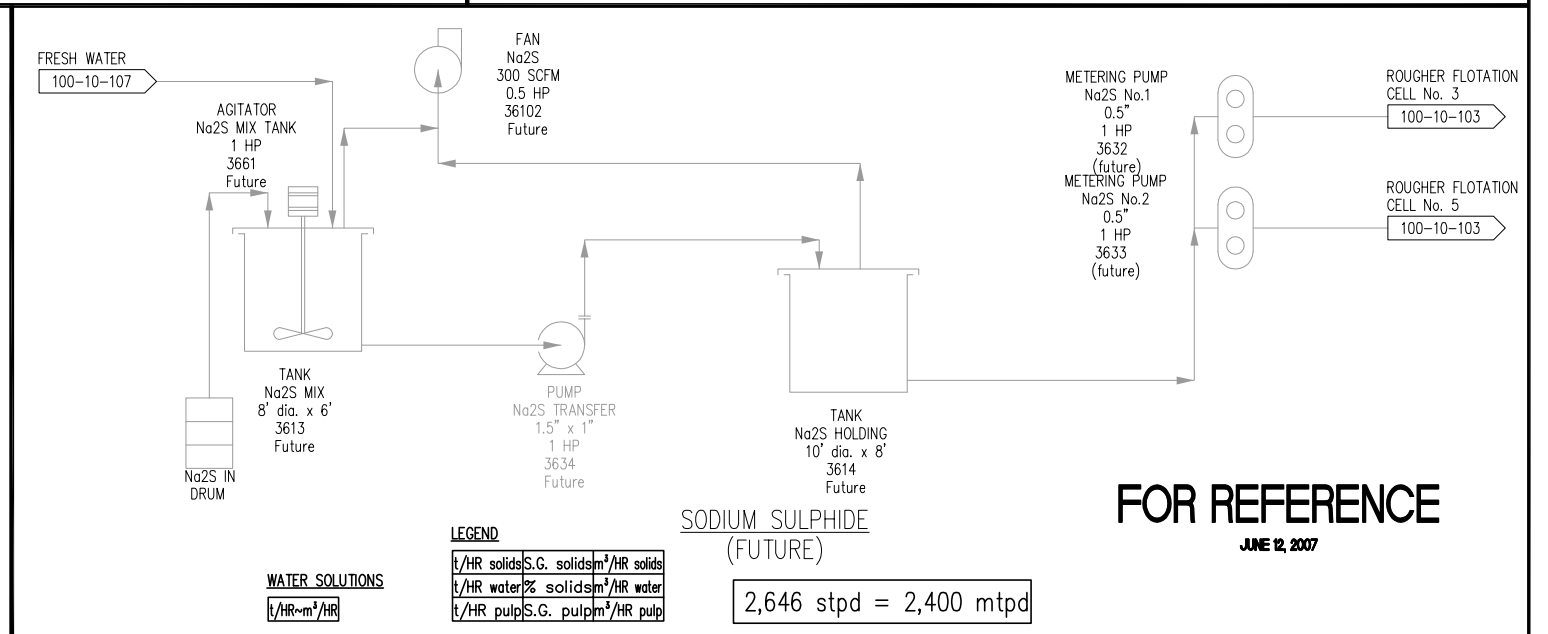 FRESH WATER
100-10-107
AGITATOR
Na2S MIX TANK
1 HP
3661
Future
FAN
Na2S
300 SCFM
0.5 HP
36102
Future
METERING PUMP
Na2S No.1
0.5"
1 HP
3632
(future)
METERING PUMP
Na2S No.2
0.5"
1 HP
3633
(future)
ROUGHER FLOTATION
CELL No. 3
100-10-103
ROUGHER FLOTATION
CELL No. 5
100-10-103
TANK
Na2S MIX
8' dia. x 6'
3613
Future
Na2S IN
DRUM
PUMP
Na2S TRANSFER
1.5" x 1"
1 HP
3634
Future
TANK
Na2S HOLDING
10' dia. x 8'
3614
Future
SODIUM SULPHIDE
(FUTURE)
FOR REFERENCE
JUNE 12, 2007
WATER SOLUTIONS
t/HR~m³/HR
LEGEND
t/HR solids S.G. solids m³/HR solids
t/HR water % solids m³/HR water
t/HR pulp S.G. pulp m³/HR pulp
2,646 stpd = 2,400 mtpd